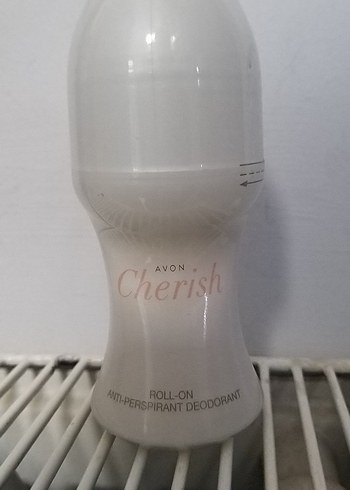 AVON
Cherish
ROLL-ON
ANTI-PERSPIRANT DEODORANT